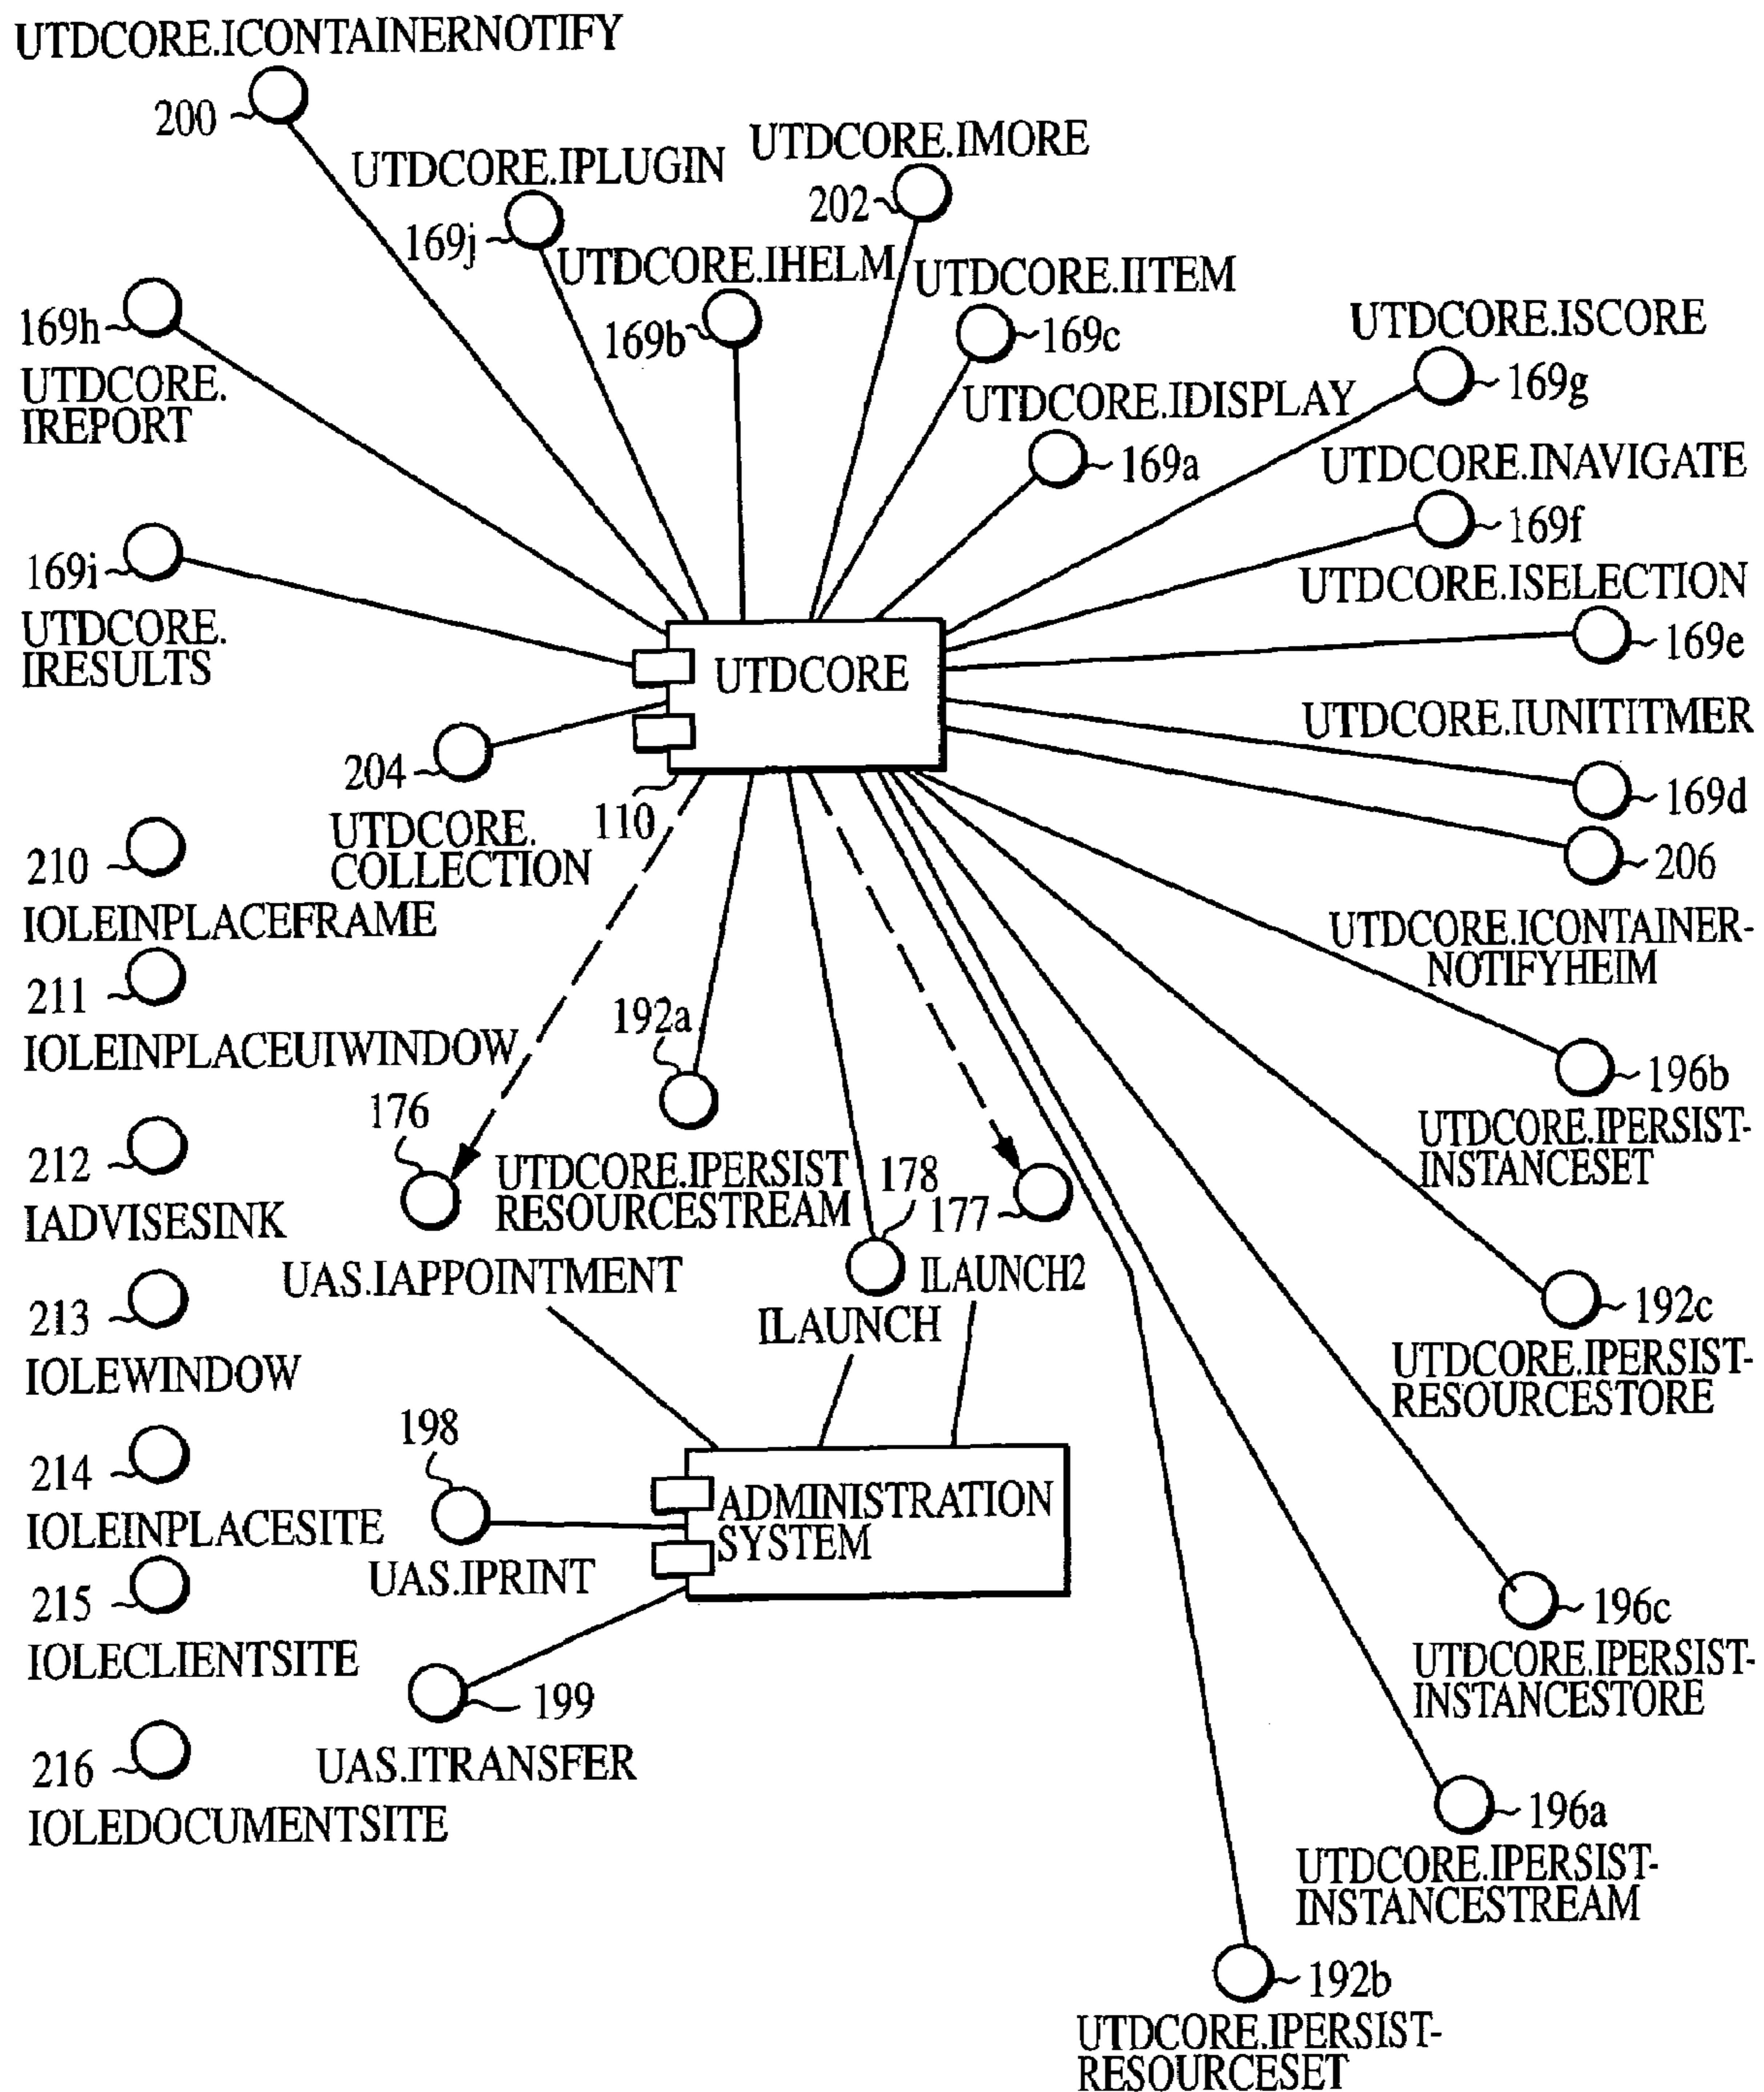 UTDCORE.ICONTAINERNOTIFY
200
UTDCORE.IPLUGIN
169j
UTDCORE.IMORE
202
UTDCORE.IHELM
169b
UTDCORE.IITEM
169c
UTDCORE.ISCORE
169g
169h
UTDCORE.
IREPORT
UTDCORE.IDISPLAY
169a
UTDCORE.INAVIGATE
169f
169i
UTDCORE.
IRESULTS
UTDCORE.ISELECTION
169e
UTDCORE
UTDCORE.IUNITITMER
169d
204
UTDCORE.
COLLECTION
110
206
UTDCORE.ICONTAINER-
NOTIFYHEIM
210
IOLEINPLACEFRAME
211
IOLEINPLACEUIWINDOW
192a
UTDCORE.IPERSIST
RESOURCESTREAM
196b
UTDCORE.IPERSIST-
INSTANCESET
176
UAS.IAPPOINTMENT
212
IADVISESINK
178
ILAUNCH
177
ILAUNCH2
213
IOLEWINDOW
192c
UTDCORE.IPERSIST-
RESOURCESTORE
214
IOLEINPLACESITE
198
UAS.IPRINT
ADMINISTRATION
SYSTEM
215
IOLECLIENTSITE
196c
UTDCORE.IPERSIST-
INSTANCESTORE
199
UAS.ITRANSFER
216
IOLEDOCUMENTSITE
196a
UTDCORE.IPERSIST-
INSTANCESTREAM
192b
UTDCORE.IPERSIST-
RESOURCESET